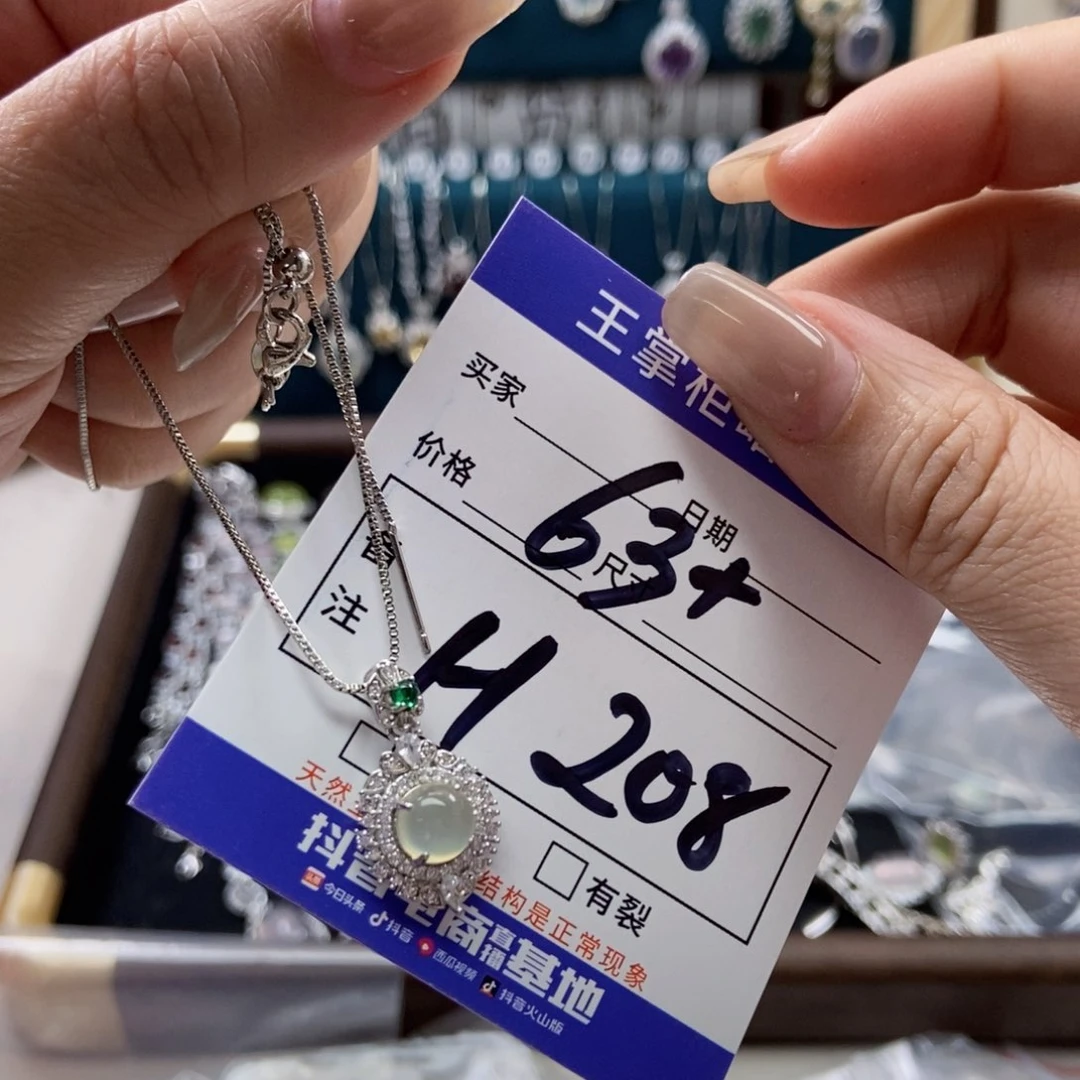 王掌柜
买家
日期
价格
尺寸
63+
备注
H 208
有裂
天然
结构是正常现象
抖音电商直播基地
今日头条 抖音 西瓜视频 抖音火山版